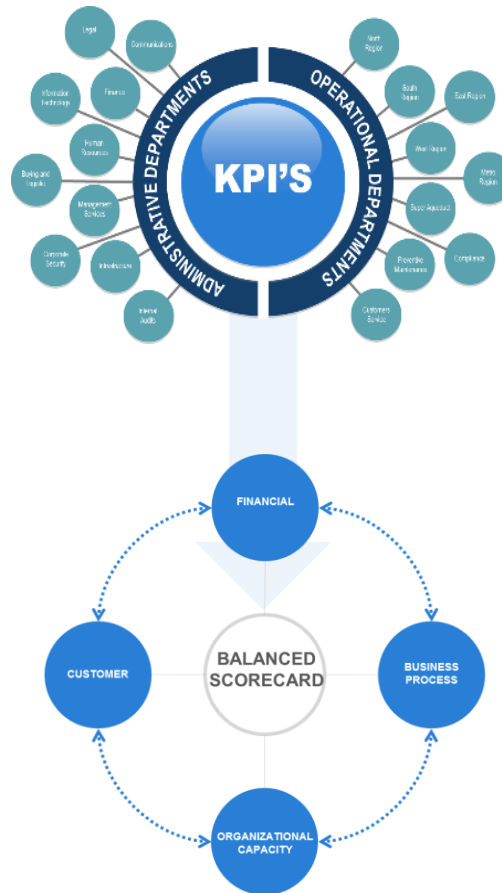 Legal
Communications
Information
Technology
Finance
Human
Resources
Buying and
Logistic
Management
Services
Corporate
Security
Infrastructure
Internal
Audits
ADMINISTRATIVE DEPARTMENTS
KPI'S
OPERATIONAL DEPARTMENTS
North
Region
South
Region
East Region
West Region
Metro
Region
Super Aqueduct
Compliance
Preventive
Maintenance
Customers
Service
FINANCIAL
CUSTOMER
BALANCED
SCORECARD
BUSINESS
PROCESS
ORGANIZATIONAL
CAPACITY